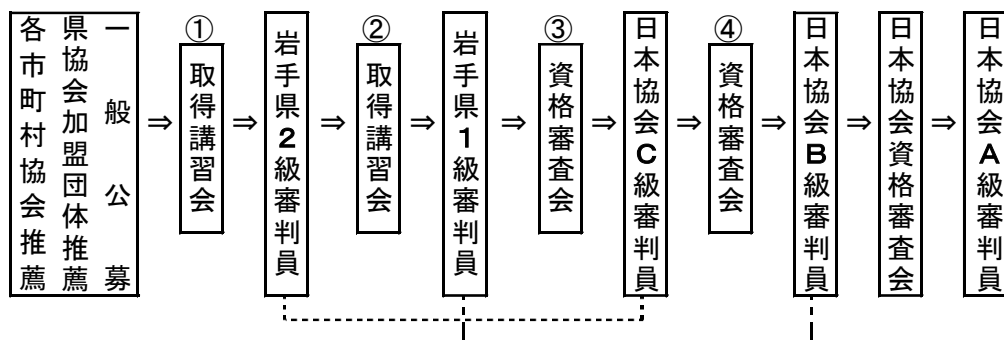 一般公募
県協会加盟団体推薦
各市町村協会推薦
⇒
①
取得講習会
⇒
岩手県2級審判員
⇒
②
取得講習会
⇒
岩手県1級審判員
⇒
③
資格審査会
⇒
日本協会C級審判員
⇒
④
資格審査会
⇒
日本協会B級審判員
⇒
日本協会資格審査会
⇒
日本協会A級審判員